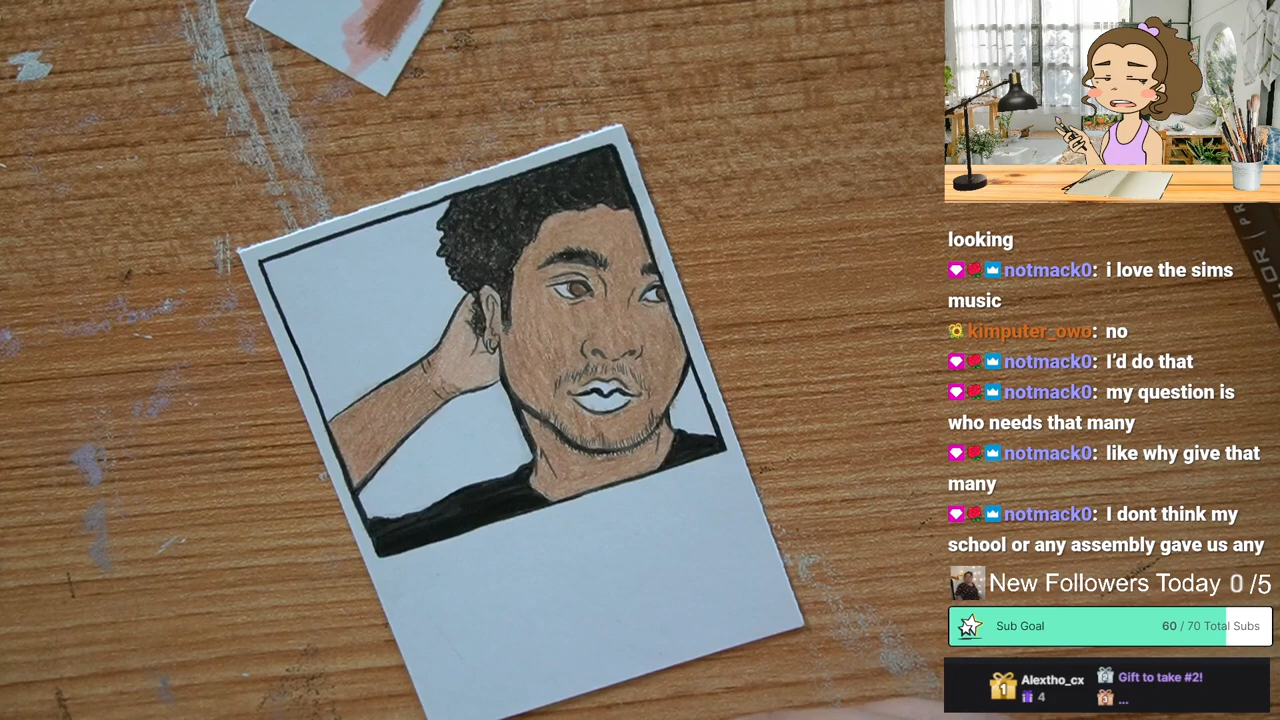 looking
notmack0: i love the sims
music
kimputer_owo: no
notmack0: I'd do that
notmack0: my question is
who needs that many
notmack0: like why give that
many
notmack0: I dont think my
school or any assembly gave us any
New Followers Today 0 /5
Sub Goal 60 / 70 Total Subs
1 Alextho_cx
4
Gift to take #2!
...